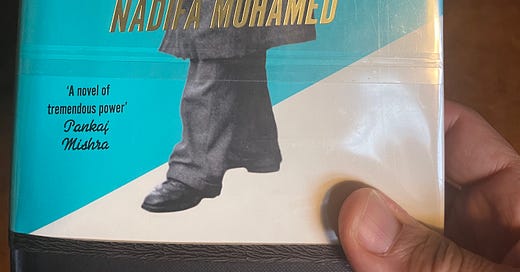 NADIFA MOHAMED
'A novel of
tremendous power'
Pankaj
Mishra